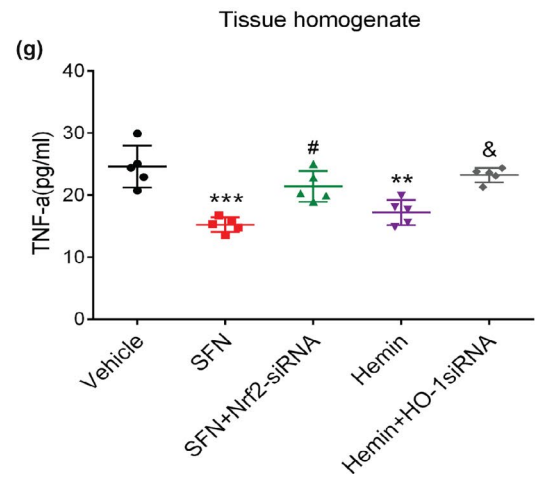 Tissue homogenate
(g)
TNF-a(pg/ml)
40
30
20
10
0
***
#
**
&
Vehicle
SFN
SFN+Nrf2-siRNA
Hemin
Hemin+HO-1siRNA